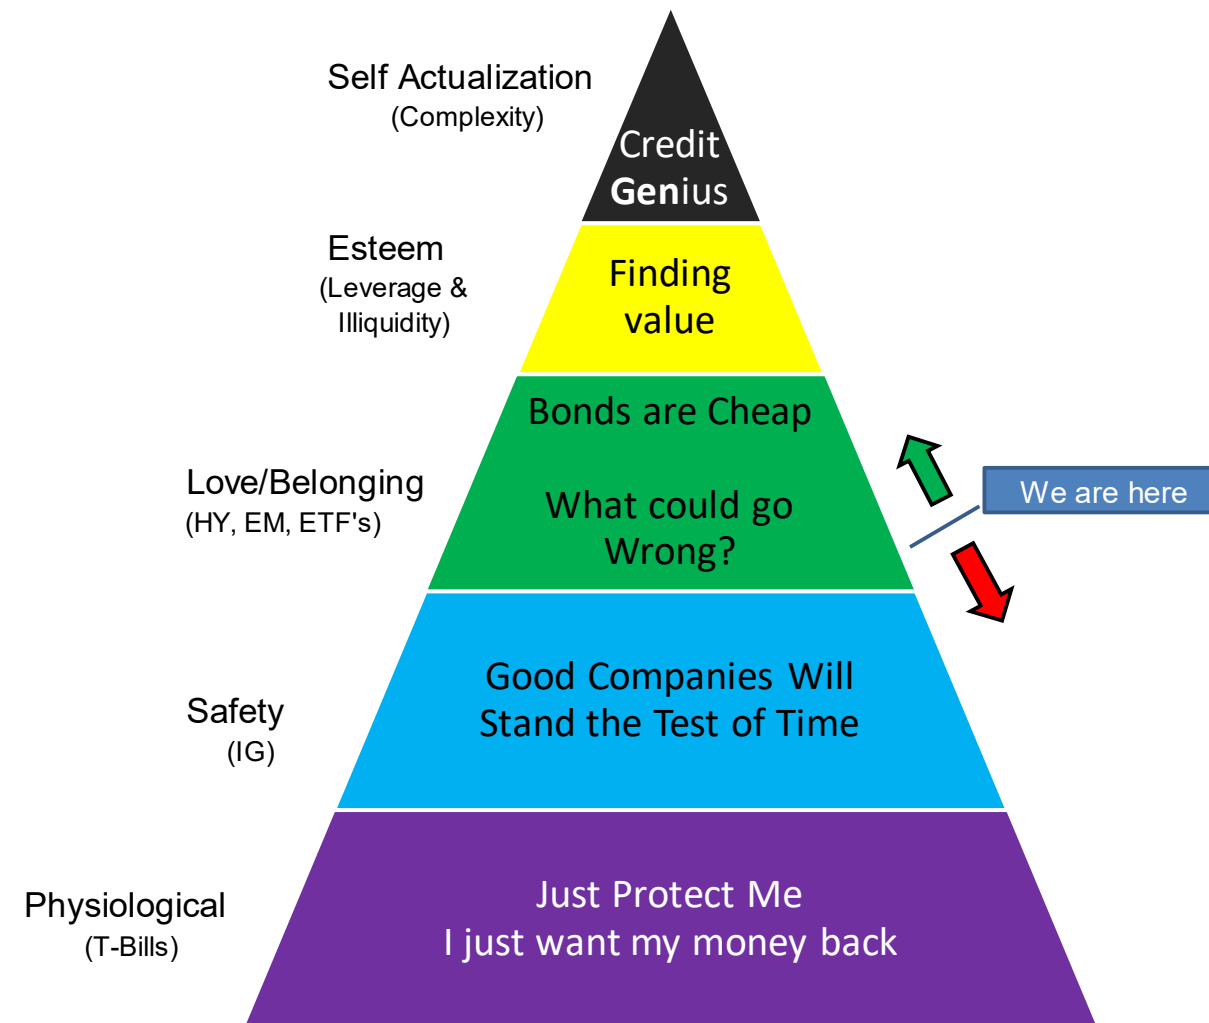 Self Actualization
(Complexity)
Credit
Genius
Esteem
(Leverage &
Illiquidity)
Finding
value
Bonds are Cheap
Love/Belonging
(HY, EM, ETF's)
What could go
Wrong?
We are here
Safety
(IG)
Good Companies Will
Stand the Test of Time
Physiological
(T-Bills)
Just Protect Me
I just want my money back